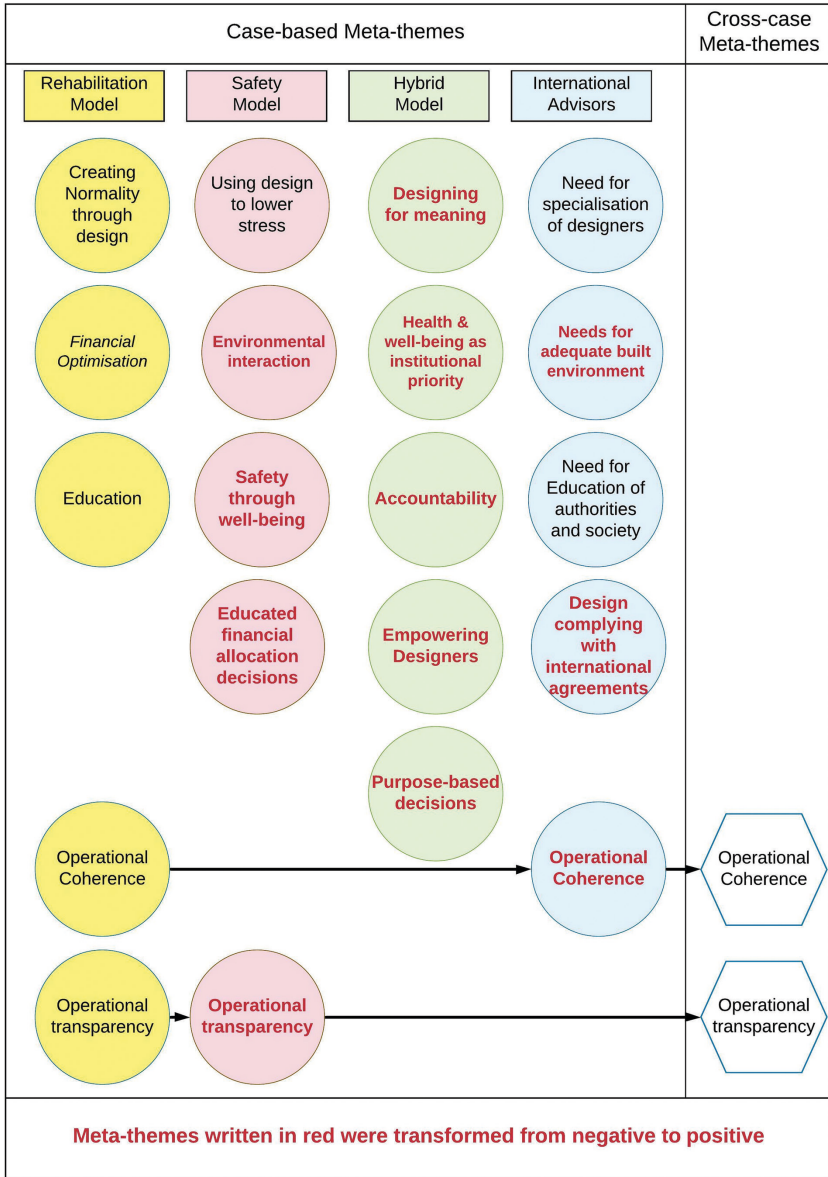 Case-based Meta-themes
Cross-case
Meta-themes
Rehabilitation
Model
Safety
Model
Hybrid
Model
International
Advisors
Creating
Normality
through
design
Using design
to lower
stress
Designing
for meaning
Need for
specialisation
of designers
Financial
Optimisation
Environmental
interaction
Health &
well-being as
institutional
priority
Needs for
adequate built
environment
Education
Safety
through
well-being
Accountability
Need for
Education of
authorities
and society
Educated
financial
allocation
decisions
Empowering
Designers
Design
complying
with
international
agreements
Purpose-based
decisions
Operational
Coherence
Operational
Coherence
Operational
Coherence
Operational
transparency
Operational
transparency
Operational
transparency
Meta-themes written in red were transformed from negative to positive